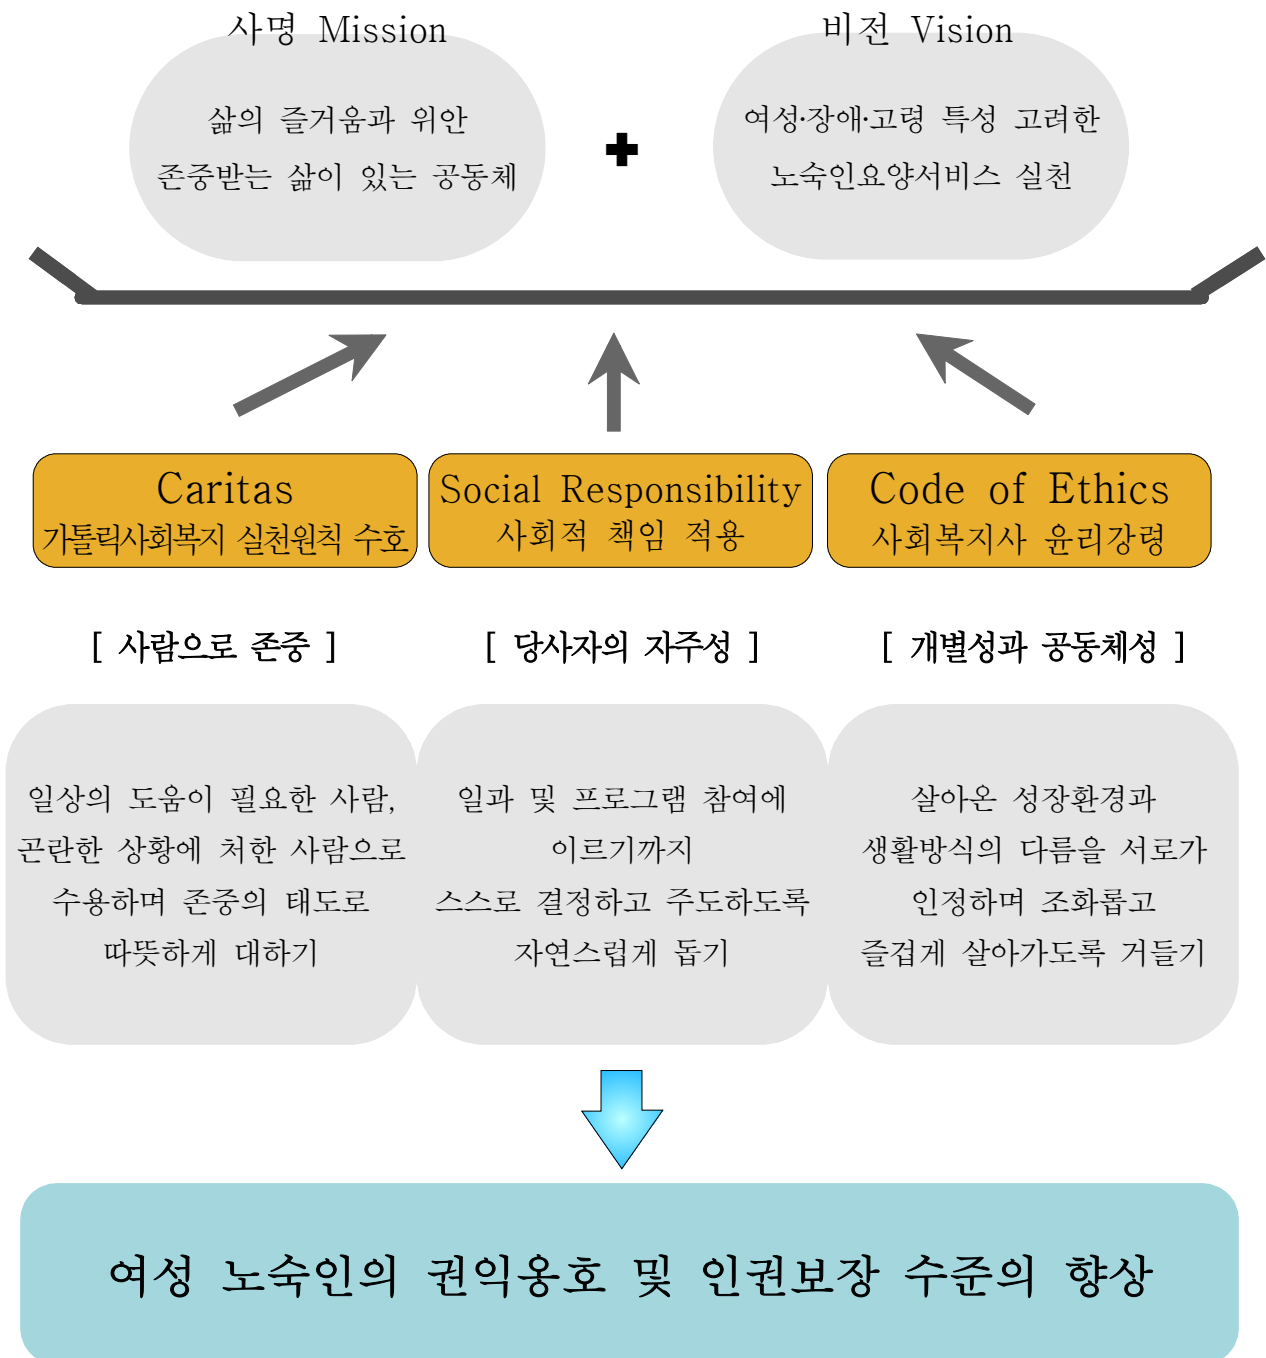 사명 Mission
삶의 즐거움과 위안
존중받는 삶이 있는 공동체
비전 Vision
여성·장애·고령 특성 고려한
노숙인요양서비스 실천
Caritas
가톨릭사회복지 실천원칙 수호
Social Responsibility
사회적 책임 적용
Code of Ethics
사회복지사 윤리강령
[ 사람으로 존중 ]
[ 당사자의 자주성 ]
[ 개별성과 공동체성 ]
일상의 도움이 필요한 사람,
곤란한 상황에 처한 사람으로
수용하며 존중의 태도로
따뜻하게 대하기
일과 및 프로그램 참여에
이르기까지
스스로 결정하고 주도하도록
자연스럽게 돕기
살아온 성장환경과
생활방식의 다름을 서로가
인정하며 조화롭고
즐겁게 살아가도록 거들기
여성 노숙인의 권익옹호 및 인권보장 수준의 향상